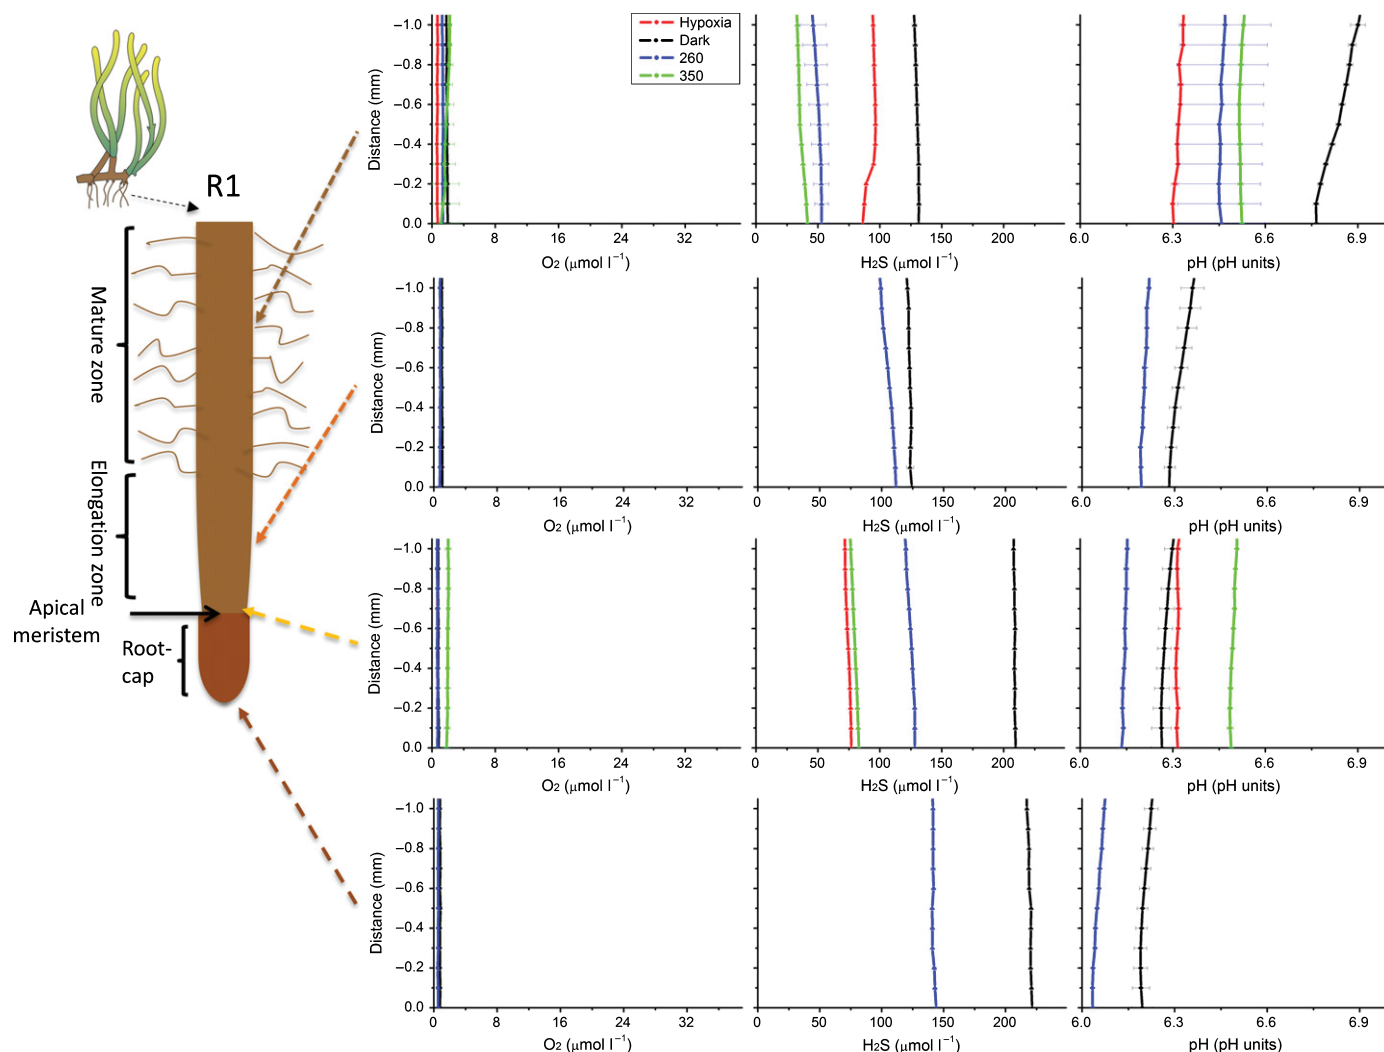 R1
Mature zone
Elongation zone
Apical
meristem
Root-
cap
Hypoxia
Dark
260
350
Distance (mm)
−1.0
−0.8
−0.6
−0.4
−0.2
0.0
0 8 16 24 32
O2 (μmol l−1)
0 50 100 150 200
H2S (μmol l−1)
6.0 6.3 6.6 6.9
pH (pH units)
Distance (mm)
−1.0
−0.8
−0.6
−0.4
−0.2
0.0
0 8 16 24 32
O2 (μmol l−1)
0 50 100 150 200
H2S (μmol l−1)
6.0 6.3 6.6 6.9
pH (pH units)
Distance (mm)
−1.0
−0.8
−0.6
−0.4
−0.2
0.0
0 8 16 24 32
O2 (μmol l−1)
0 50 100 150 200
H2S (μmol l−1)
6.0 6.3 6.6 6.9
pH (pH units)
Distance (mm)
−1.0
−0.8
−0.6
−0.4
−0.2
0.0
0 8 16 24 32
O2 (μmol l−1)
0 50 100 150 200
H2S (μmol l−1)
6.0 6.3 6.6 6.9
pH (pH units)